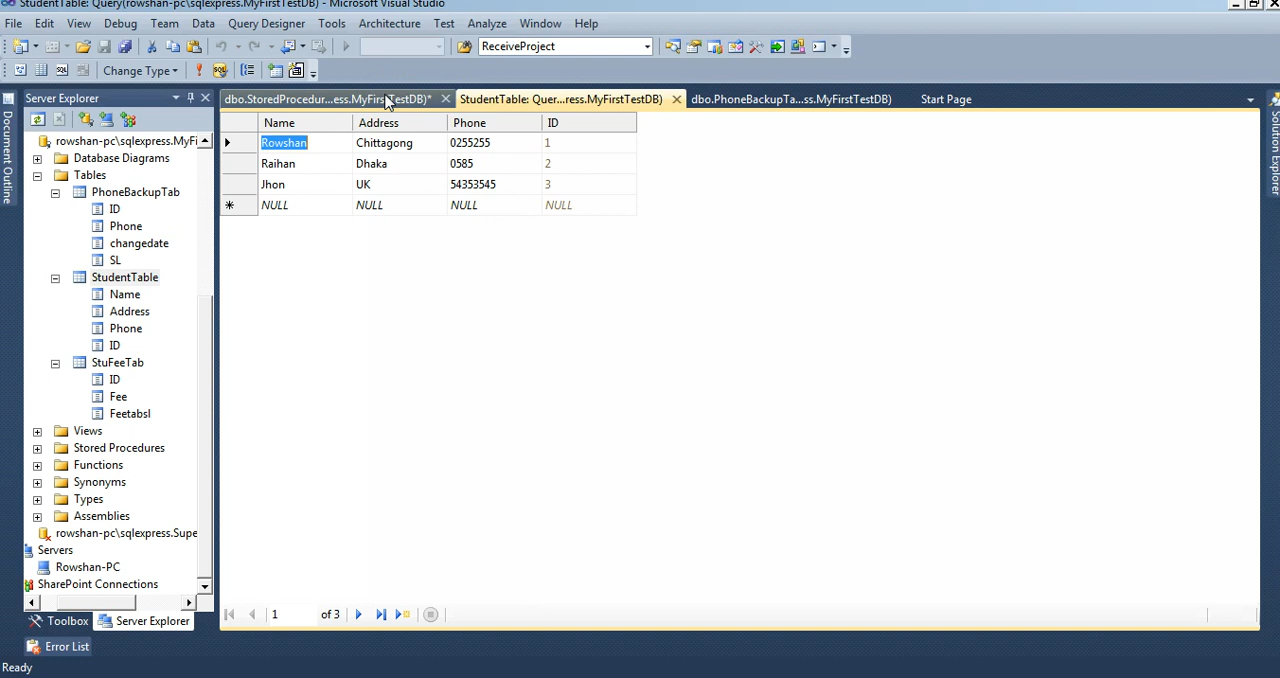 StudentTable: Query(rowshan-pc\sqlexpress.MyFirstTestDB) - Microsoft Visual Studio
File Edit View Debug Team Data Query Designer Tools Architecture Test Analyze Window Help
ReceiveProject
SQL Change Type
Server Explorer
dbo.StoredProcedur...ess.MyFirstTestDB)* StudentTable: Quer...ress.MyFirstTestDB) dbo.PhoneBackupTa...ss.MyFirstTestDB) Start Page
Document Outline
Solution Explorer
rowshan-pc\sqlexpress.MyFi
Database Diagrams
Tables
PhoneBackupTab
ID
Phone
changedate
SL
StudentTable
Name
Address
Phone
ID
StuFeeTab
ID
Fee
Feetabsl
Views
Stored Procedures
Functions
Synonyms
Types
Assemblies
rowshan-pc\sqlexpress.Supe
Servers
Rowshan-PC
SharePoint Connections
Name Address Phone ID
Rowshan Chittagong 0255255 1
Raihan Dhaka 0585 2
Jhon UK 54353545 3
NULL NULL NULL NULL
1 of 3
Toolbox Server Explorer
Error List
Ready